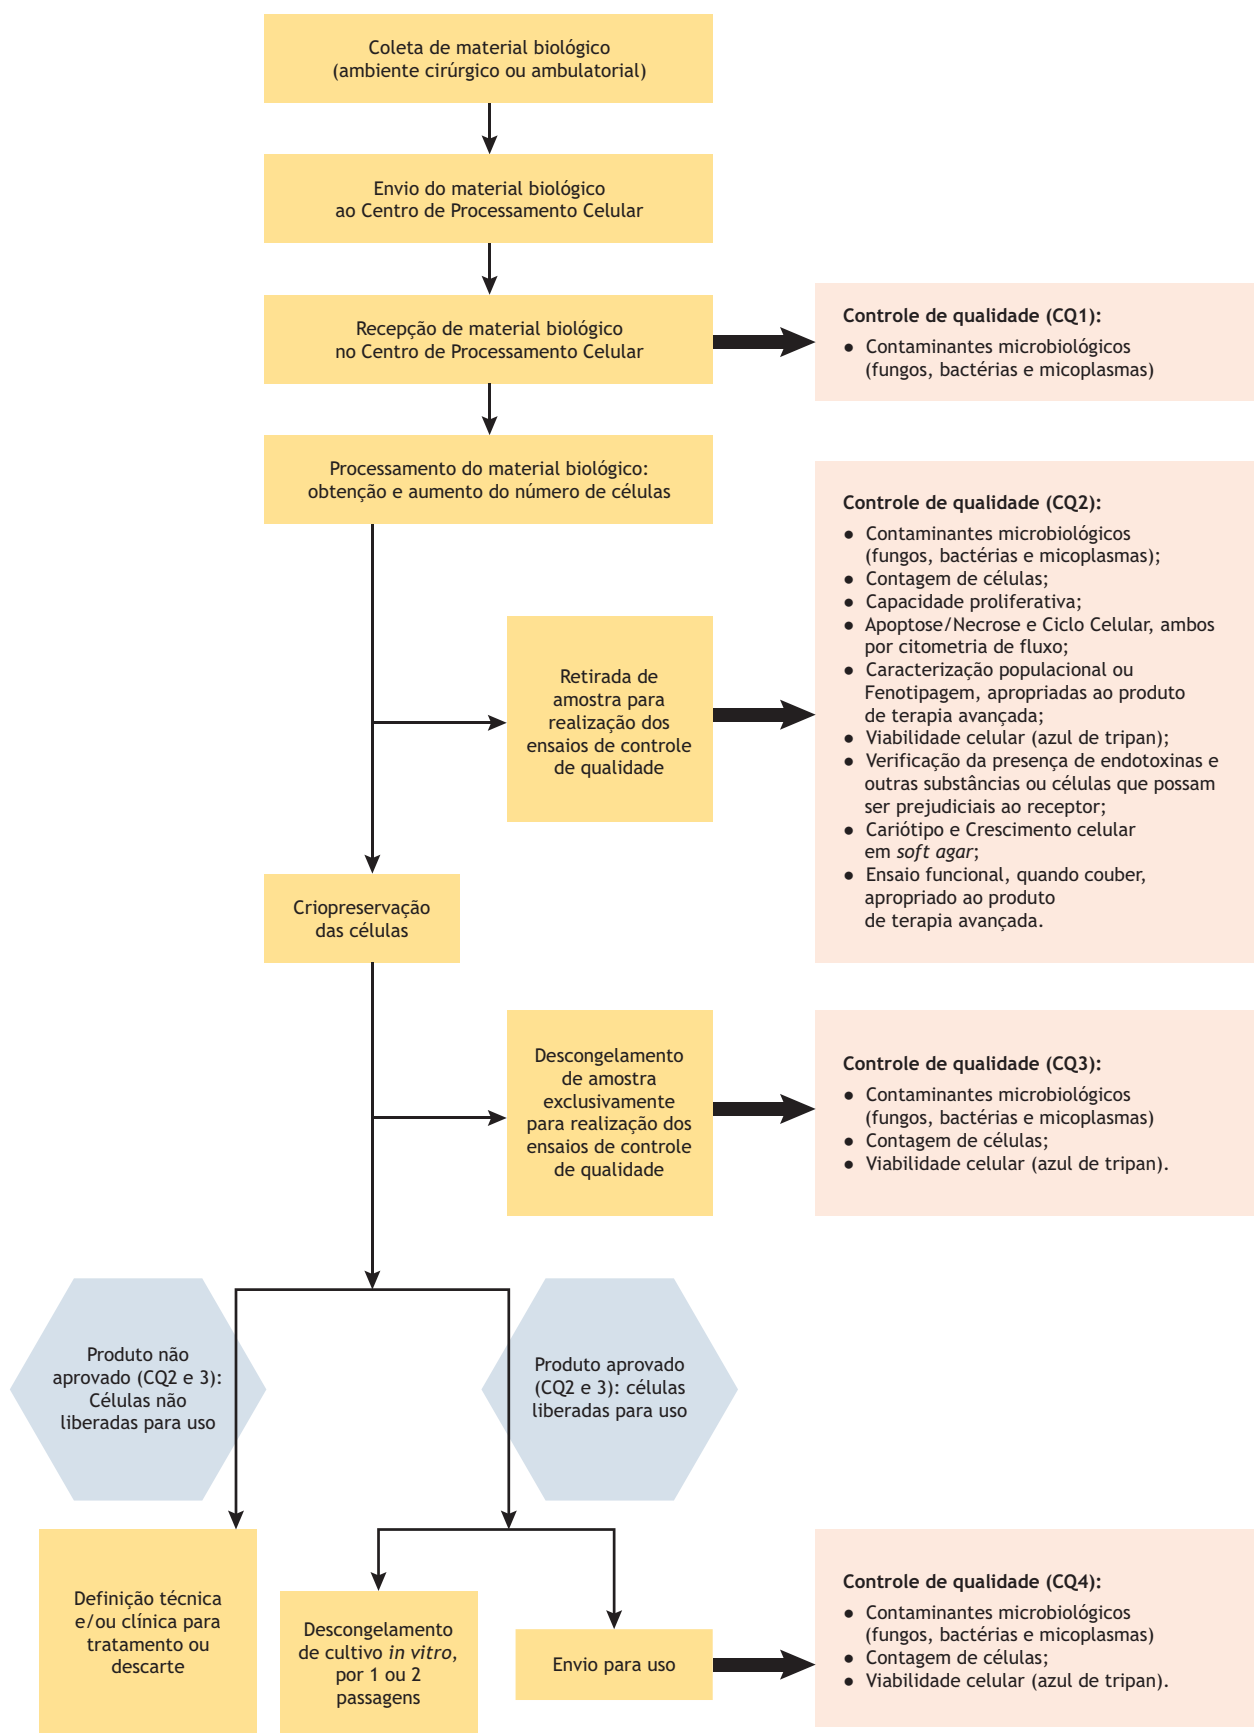 Coleta de material biológico
(ambiente cirúrgico ou ambulatorial)
Envio do material biológico
ao Centro de Processamento Celular
Recepção de material biológico
no Centro de Processamento Celular
Controle de qualidade (CQ1):
● Contaminantes microbiológicos
(fungos, bactérias e micoplasmas)
Processamento do material biológico:
obtenção e aumento do número de células
Retirada de
amostra para
realização dos
ensaios de controle
de qualidade
Controle de qualidade (CQ2):
● Contaminantes microbiológicos
(fungos, bactérias e micoplasmas);
● Contagem de células;
● Capacidade proliferativa;
● Apoptose/Necrose e Ciclo Celular, ambos
por citometria de fluxo;
● Caracterização populacional ou
Fenotipagem, apropriadas ao produto
de terapia avançada;
● Viabilidade celular (azul de tripan);
● Verificação da presença de endotoxinas e
outras substâncias ou células que possam
ser prejudiciais ao receptor;
● Cariótipo e Crescimento celular
em soft agar;
● Ensaio funcional, quando couber,
apropriado ao produto
de terapia avançada.
Criopreservação
das células
Descongelamento
de amostra
exclusivamente
para realização dos
ensaios de controle
de qualidade
Controle de qualidade (CQ3):
● Contaminantes microbiológicos
(fungos, bactérias e micoplasmas)
● Contagem de células;
● Viabilidade celular (azul de tripan).
Produto não
aprovado (CQ2 e 3):
Células não
liberadas para uso
Produto aprovado
(CQ2 e 3): células
liberadas para uso
Definição técnica
e/ou clínica para
tratamento ou
descarte
Descongelamento
de cultivo in vitro,
por 1 ou 2
passagens
Envio para uso
Controle de qualidade (CQ4):
● Contaminantes microbiológicos
(fungos, bactérias e micoplasmas)
● Contagem de células;
● Viabilidade celular (azul de tripan).